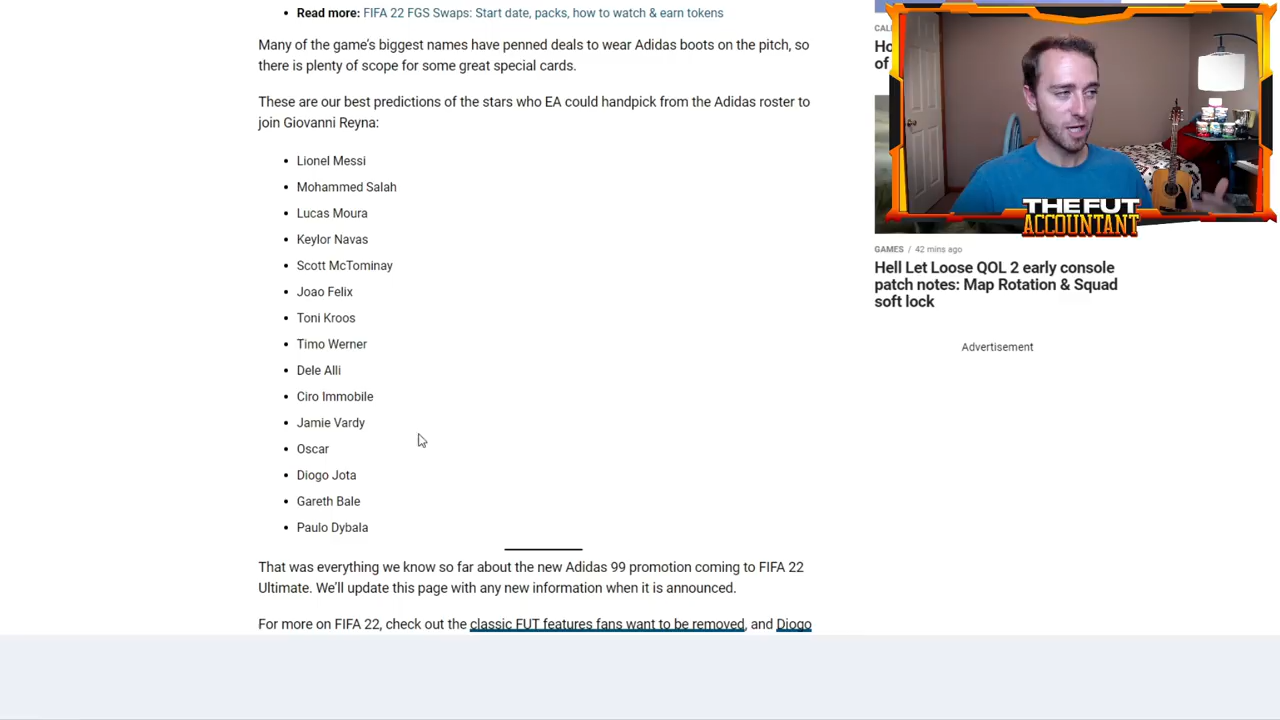 Read more: FIFA 22 FGS Swaps: Start date, packs, how to watch & earn tokens
Many of the game's biggest names have penned deals to wear Adidas boots on the pitch, so
there is plenty of scope for some great special cards.
These are our best predictions of the stars who EA could handpick from the Adidas roster to
join Giovanni Reyna:
Lionel Messi
Mohammed Salah
Lucas Moura
Keylor Navas
Scott McTominay
Joao Felix
Toni Kroos
Timo Werner
Dele Alli
Ciro Immobile
Jamie Vardy
Oscar
Diogo Jota
Gareth Bale
Paulo Dybala
That was everything we know so far about the new Adidas 99 promotion coming to FIFA 22
Ultimate. We'll update this page with any new information when it is announced.
For more on FIFA 22, check out the classic FUT features fans want to be removed, and Diogo
THE FUT
ACCOUNTANT
GAMES / 42 mins ago
Hell Let Loose QOL 2 early console
patch notes: Map Rotation & Squad
soft lock
Advertisement